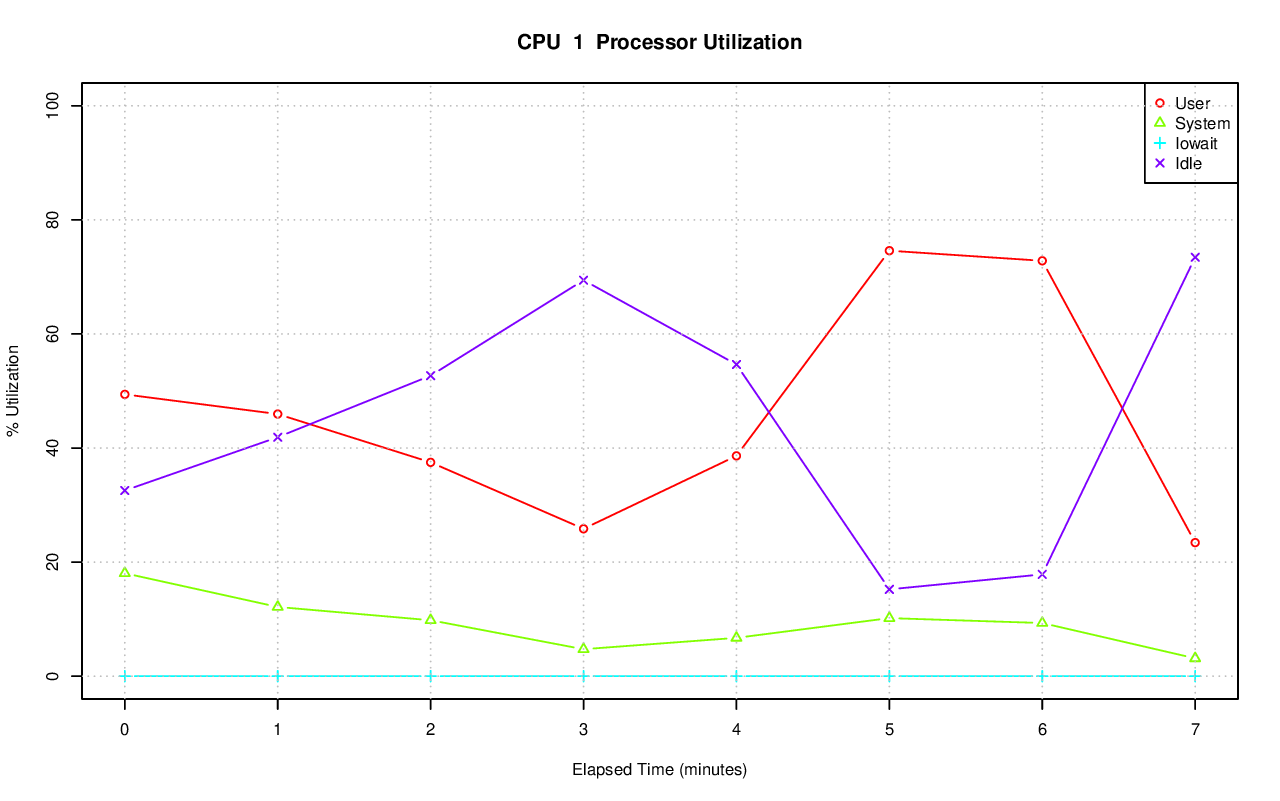 CPU  1  Processor Utilization
User
System
Iowait
Idle
% Utilization
100
80
60
40
20
0
0 1 2 3 4 5 6 7
Elapsed Time (minutes)